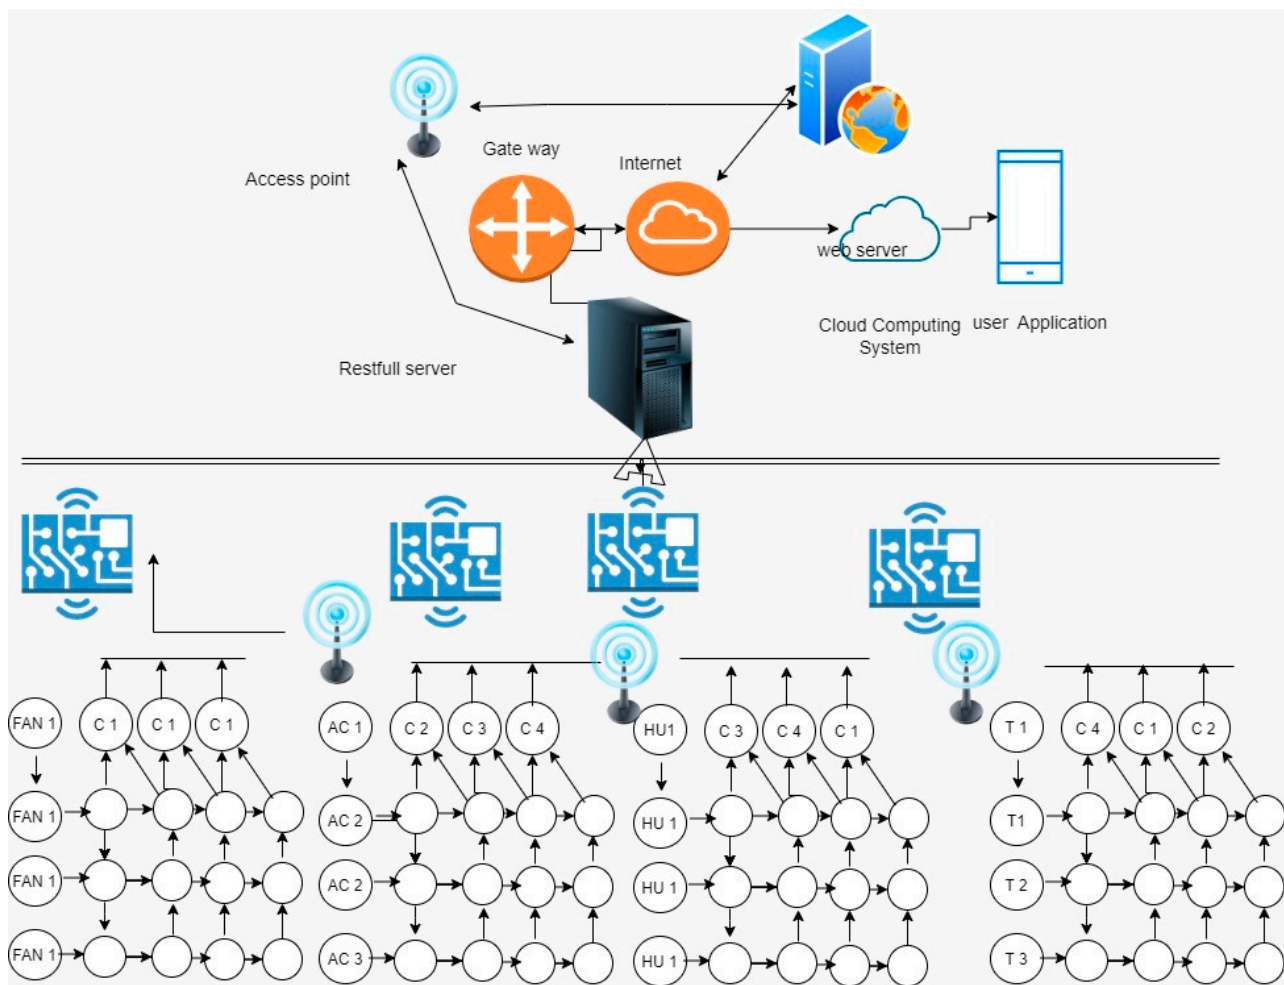 Gate way
Internet
Access point
web server
Cloud Computing
System
user Application
Restfull server
FAN 1
C 1
C 1
C 1
AC 1
C 2
C 3
C 4
HU1
C 3
C 4
C 1
T 1
C 4
C 1
C 2
FAN 1
AC 2
HU 1
T1
FAN 1
AC 2
HU 1
T 2
FAN 1
AC 3
HU 1
T 3